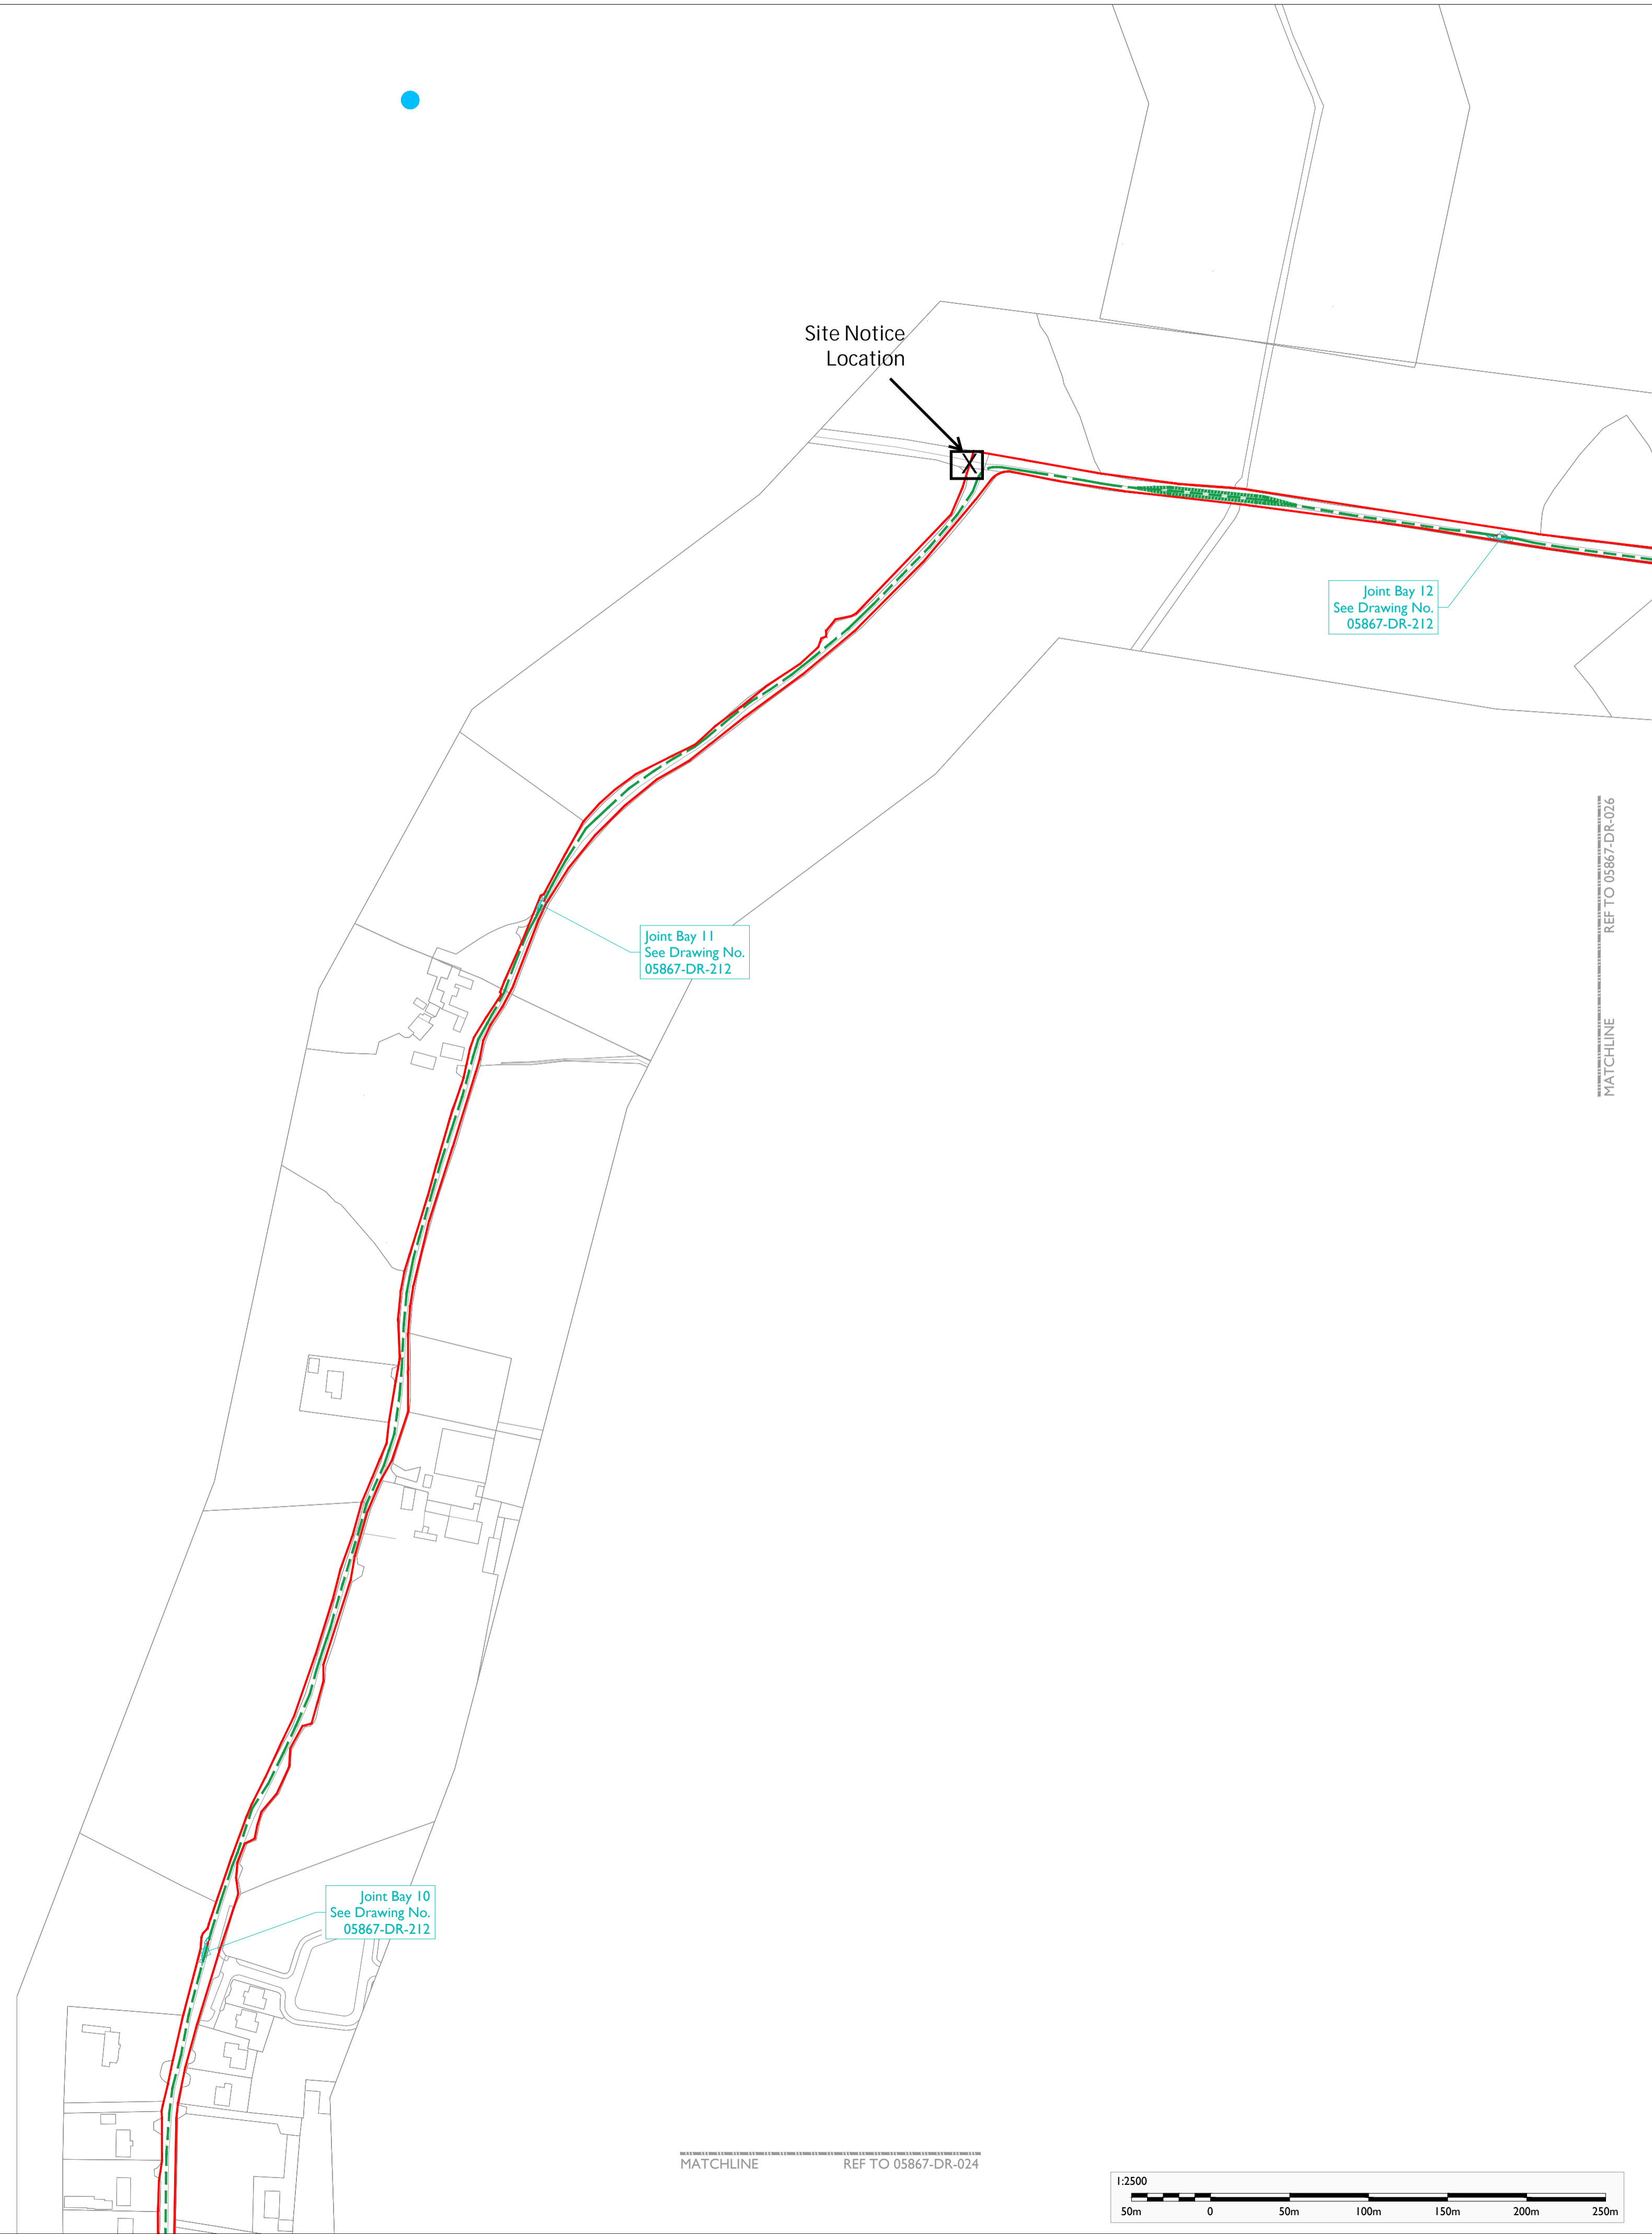 Site Notice
Location
X
Joint Bay 12
See Drawing No.
05867-DR-212
REF TO 05867-DR-026
MATCHLINE
Joint Bay 11
See Drawing No.
05867-DR-212
Joint Bay 10
See Drawing No.
05867-DR-212
MATCHLINE REF TO 05867-DR-024
1:2500
50m 0 50m 100m 150m 200m 250m